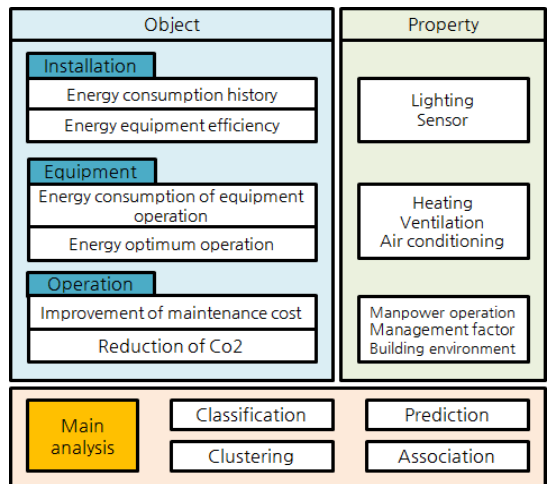 Object
Installation
Energy consumption history
Energy equipment efficiency
Equipment
Energy consumption of equipment
operation
Energy optimum operation
Operation
Improvement of maintenance cost
Reduction of Co2
Property
Lighting
Sensor
Heating
Ventilation
Air conditioning
Manpower operation
Management factor
Building environment
Main
analysis
Classification
Prediction
Clustering
Association